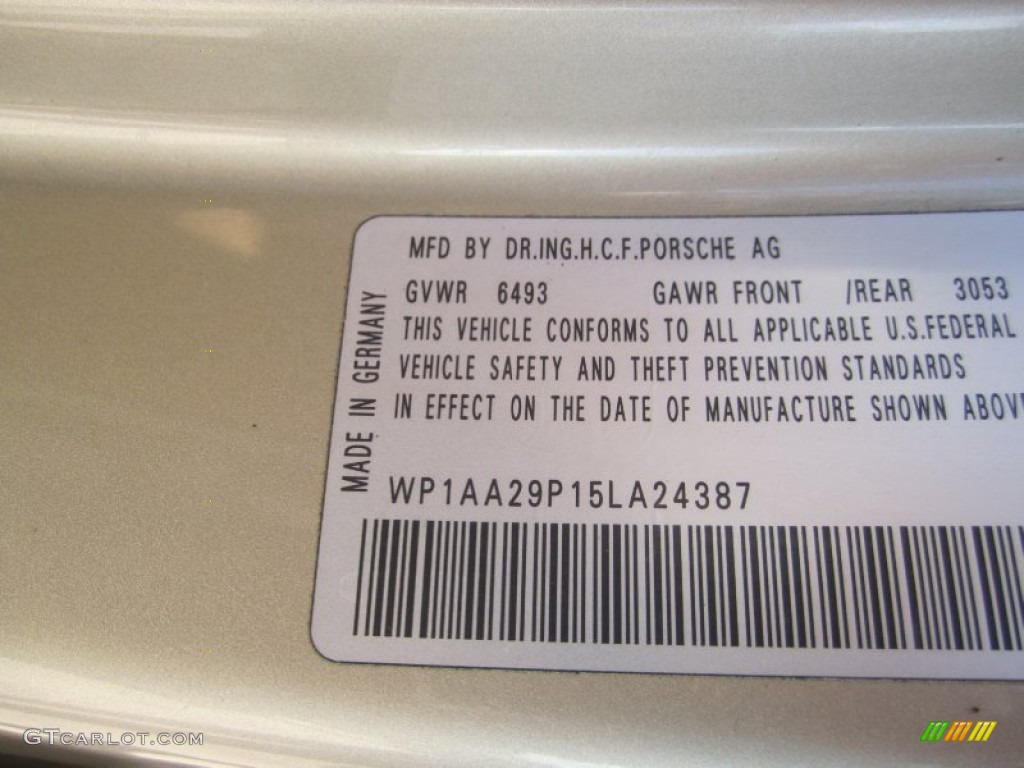 MFD BY DR.ING.H.C.F.PORSCHE AG
GVWR 6493 GAWR FRONT /REAR 3053
THIS VEHICLE CONFORMS TO ALL APPLICABLE U.S.FEDERAL
VEHICLE SAFETY AND THEFT PREVENTION STANDARDS
IN EFFECT ON THE DATE OF MANUFACTURE SHOWN ABOV
MADE IN GERMANY
WP1AA29P15LA24387
GTCARLOT.COM